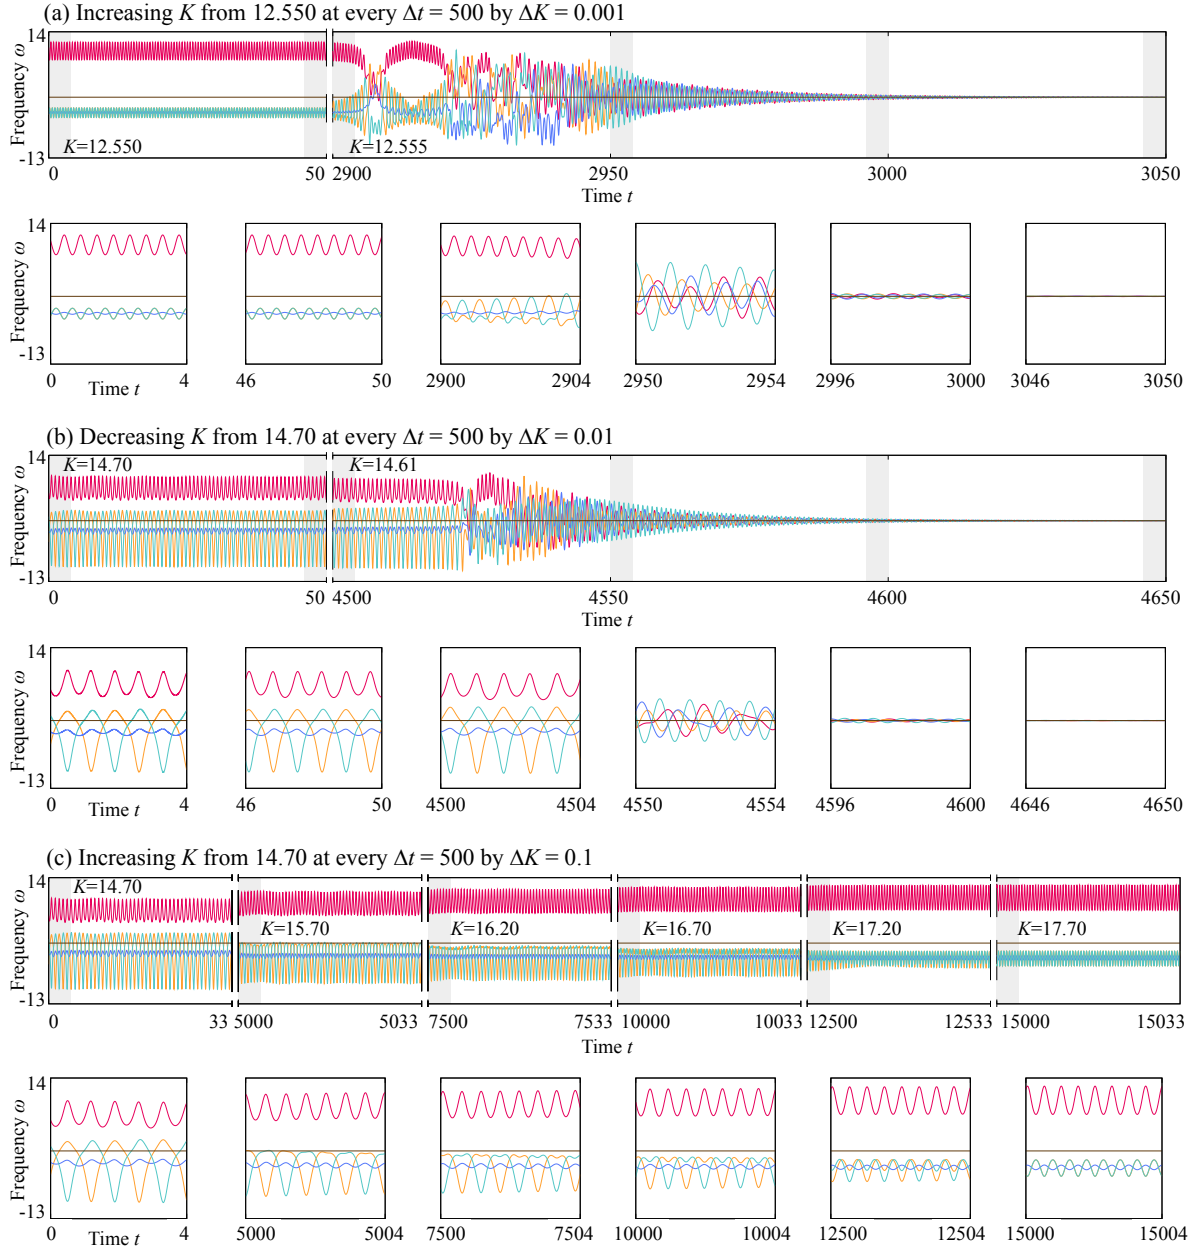 (a) Increasing K from 12.550 at every Δt = 500 by ΔK = 0.001
Frequency ω
14
-13
K=12.550
K=12.555
0 50 2900 2950 3000 3050
Time t
Frequency ω
14
-13
0 4 46 50 2900 2904 2950 2954 2996 3000 3046 3050
Time t
(b) Decreasing K from 14.70 at every Δt = 500 by ΔK = 0.01
Frequency ω
14
-13
K=14.70
K=14.61
0 50 4500 4550 4600 4650
Time t
Frequency ω
14
-13
0 4 46 50 4500 4504 4550 4554 4596 4600 4646 4650
Time t
(c) Increasing K from 14.70 at every Δt = 500 by ΔK = 0.1
Frequency ω
14
-13
K=14.70
K=15.70
K=16.20
K=16.70
K=17.20
K=17.70
0 33 5000 5033 7500 7533 10000 10033 12500 12533 15000 15033
Time t
Frequency ω
14
-13
0 4 5000 5004 7500 7504 10000 10004 12500 12504 15000 15004
Time t